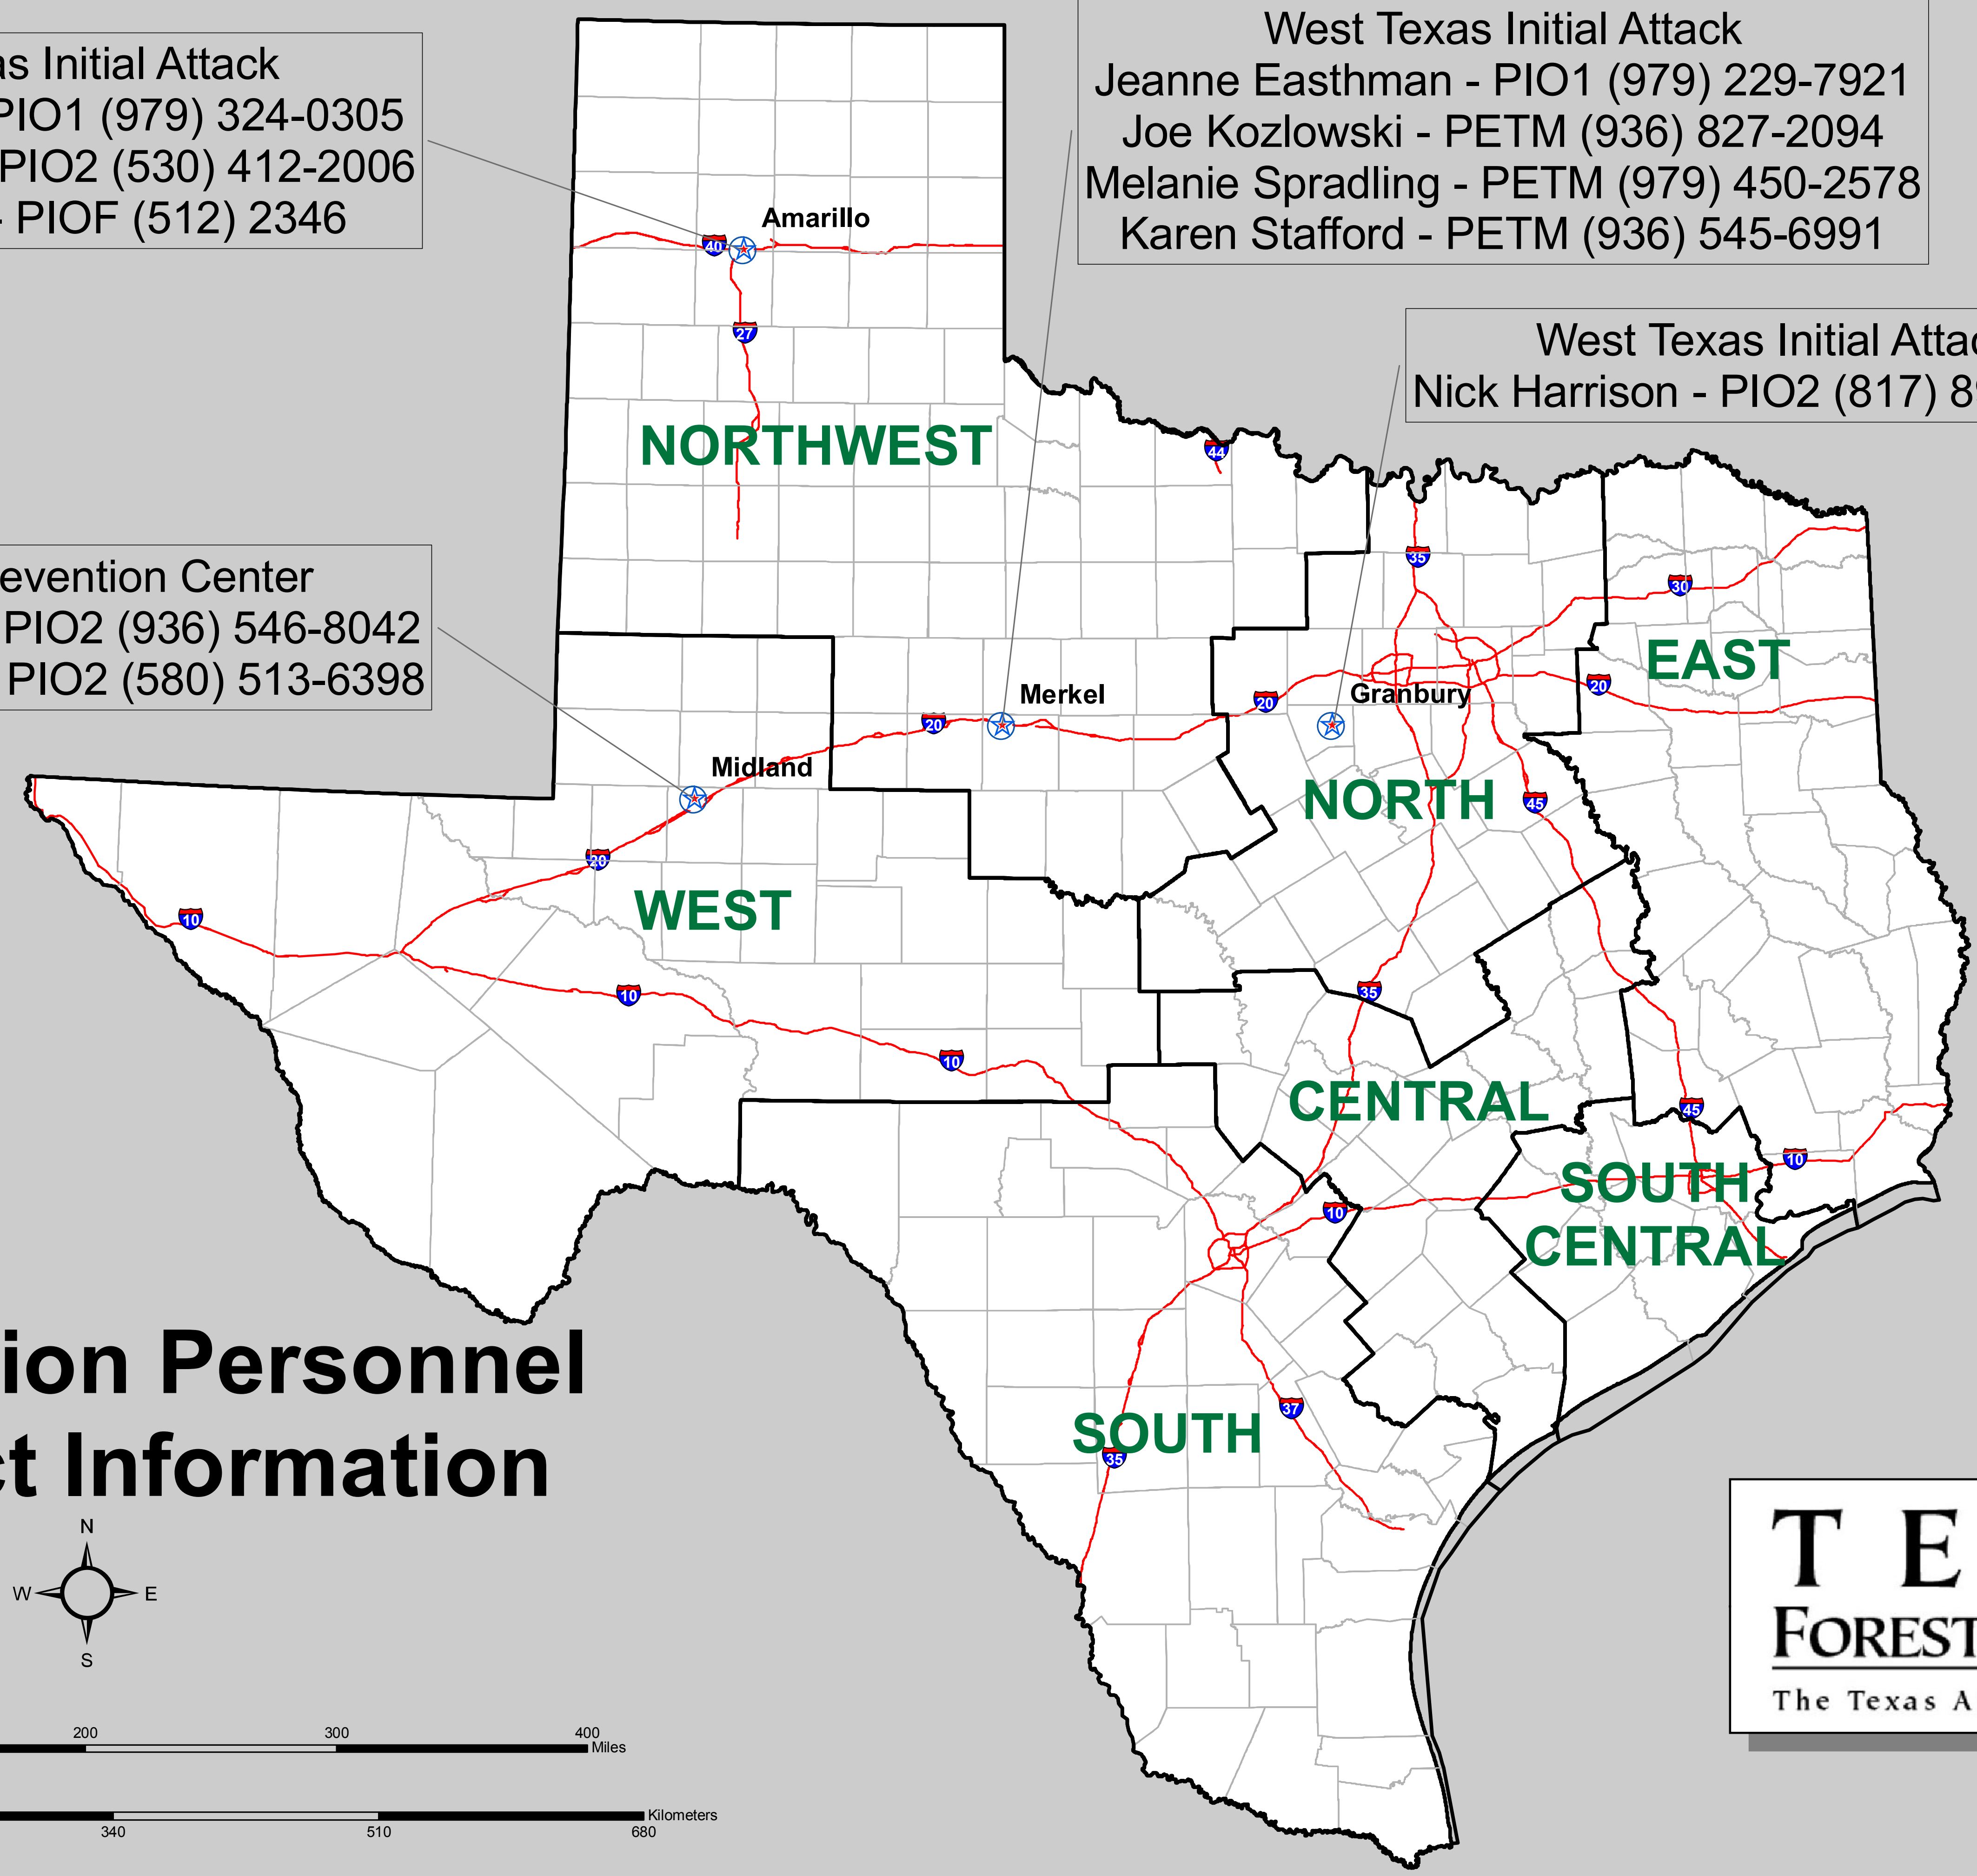 as Initial Attack
PIO1 (979) 324-0305
PIO2 (530) 412-2006
- PIOF (512) 2346
West Texas Initial Attack
Jeanne Easthman - PIO1 (979) 229-7921
Joe Kozlowski - PETM (936) 827-2094
Melanie Spradling - PETM (979) 450-2578
Karen Stafford - PETM (936) 545-6991
West Texas Initial Attac
Nick Harrison - PIO2 (817) 89
evention Center
PIO2 (936) 546-8042
PIO2 (580) 513-6398
Amarillo
40
27
NORTHWEST
44
35
30
EAST
20
Merkel
20
20
Granbury
Midland
NORTH
45
20
WEST
10
10
35
10
CENTRAL
45
10
SOUTH
CENTRAL
10
37
SOUTH
35
ion Personnel
ct Information
N
W
E
S
200
300
400
Miles
Kilometers
340
510
680
T E
FOREST
The Texas A